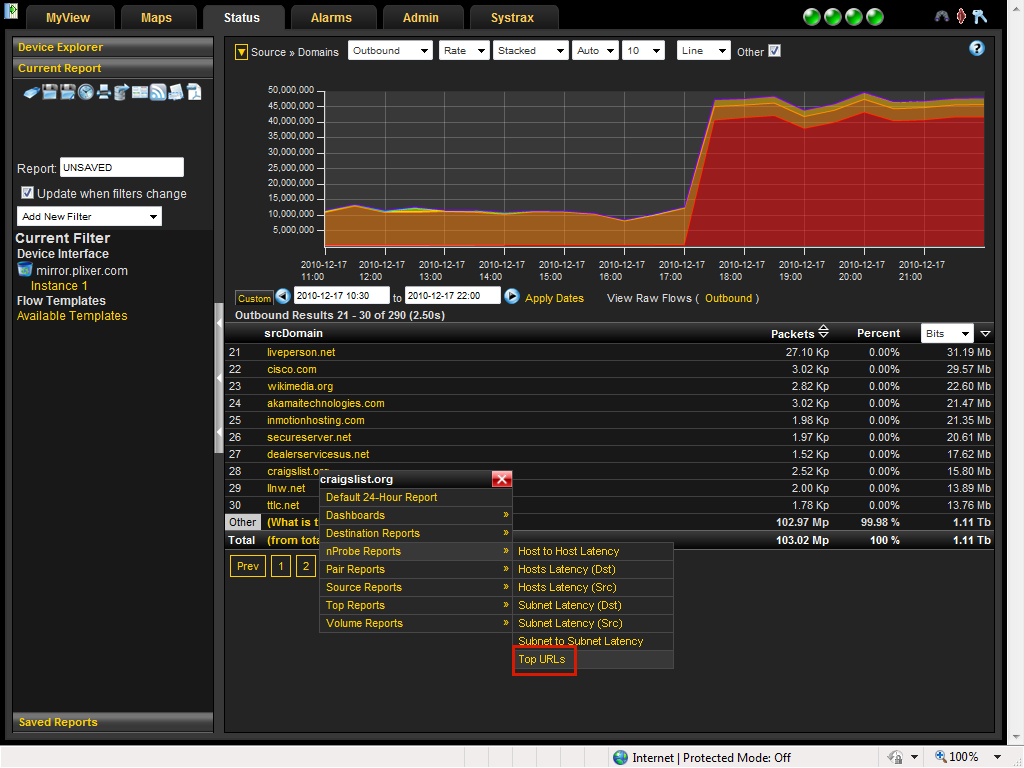 MyView Maps Status Alarms Admin Systrax
Device Explorer
Current Report
Report: UNSAVED
Update when filters change
Add New Filter
Current Filter
Device Interface
mirror.plixer.com
Instance 1
Flow Templates
Available Templates
Saved Reports
Source » Domains Outbound Rate Stacked Auto 10 Line Other
50,000,000
45,000,000
40,000,000
35,000,000
30,000,000
25,000,000
20,000,000
15,000,000
10,000,000
5,000,000
2010-12-17 2010-12-17 2010-12-17 2010-12-17 2010-12-17 2010-12-17 2010-12-17 2010-12-17 2010-12-17 2010-12-17 2010-12-17
11:00 12:00 13:00 14:00 15:00 16:00 17:00 18:00 19:00 20:00 21:00
Custom 2010-12-17 10:30 to 2010-12-17 22:00 Apply Dates View Raw Flows ( Outbound )
Outbound Results 21 - 30 of 290 (2.50s)
srcDomain Packets Percent Bits
21 liveperson.net 27.10 Kp 0.00% 31.19 Mb
22 cisco.com 3.02 Kp 0.00% 29.57 Mb
23 wikimedia.org 2.82 Kp 0.00% 22.60 Mb
24 akamaitechnologies.com 3.02 Kp 0.00% 21.47 Mb
25 inmotionhosting.com 1.98 Kp 0.00% 21.35 Mb
26 secureserver.net 1.97 Kp 0.00% 20.61 Mb
27 dealerservicesus.net 1.52 Kp 0.00% 17.62 Mb
28 craigslist.org 2.52 Kp 0.00% 15.80 Mb
29 llnw.net 2.00 Kp 0.00% 13.89 Mb
30 ttlc.net 1.78 Kp 0.00% 13.76 Mb
Other (What is t 102.97 Mp 99.98 % 1.11 Tb
Total (from tota 103.02 Mp 100 % 1.11 Tb
Prev 1 2
craigslist.org
Default 24-Hour Report
Dashboards »
Destination Reports »
nProbe Reports »
Pair Reports »
Source Reports »
Top Reports »
Volume Reports »
Host to Host Latency
Hosts Latency (Dst)
Hosts Latency (Src)
Subnet Latency (Dst)
Subnet Latency (Src)
Subnet to Subnet Latency
Top URLs
Internet | Protected Mode: Off 100%